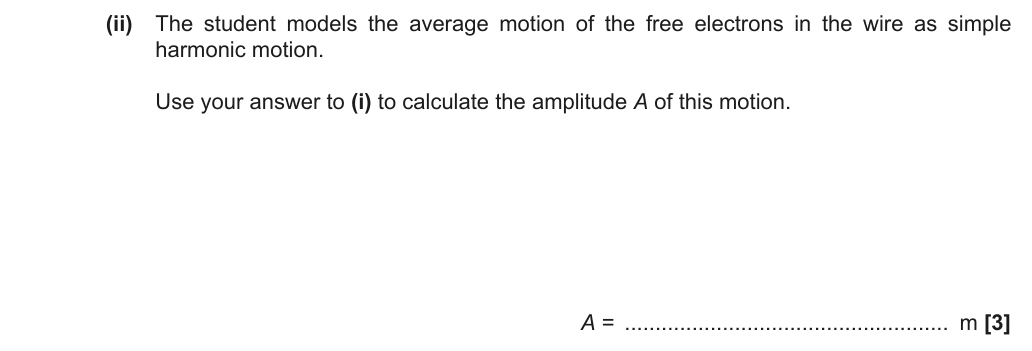 (ii) The student models the average motion of the free electrons in the wire as simple
harmonic motion.
Use your answer to (i) to calculate the amplitude A of this motion.
A = .................................................... m [3]